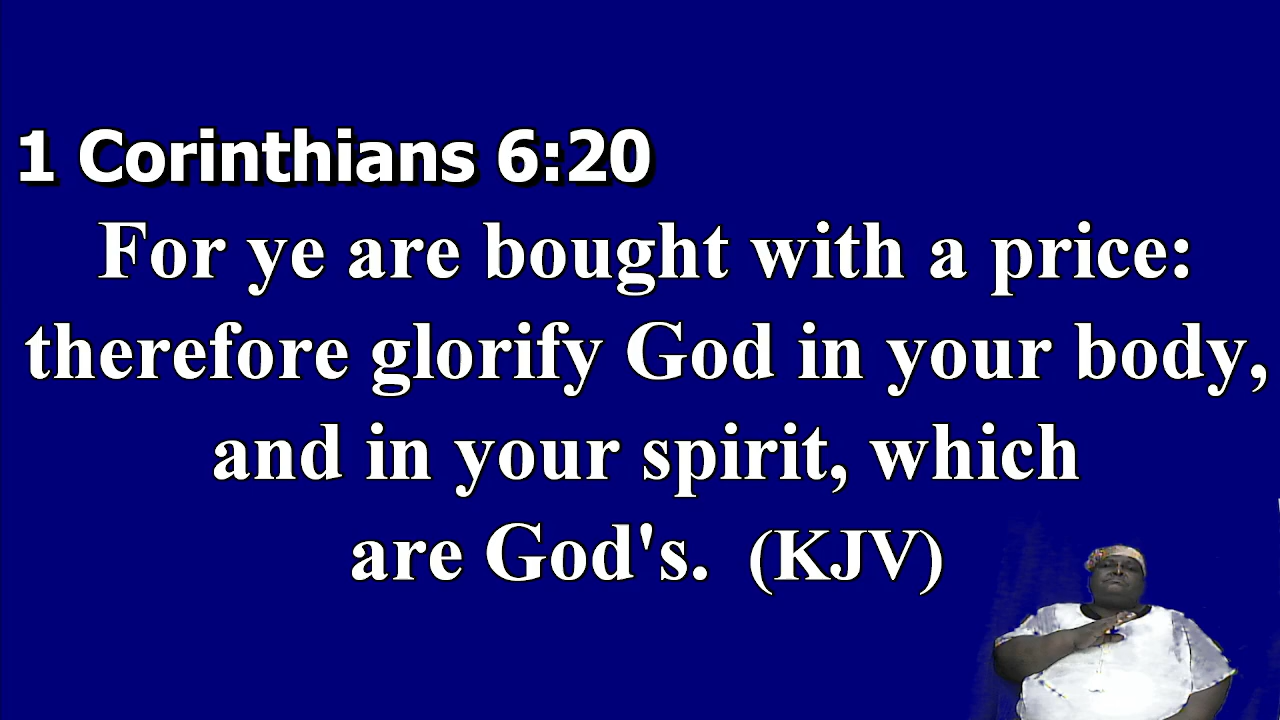 1 Corinthians 6:20
For ye are bought with a price:
therefore glorify God in your body,
and in your spirit, which
are God's.  (KJV)